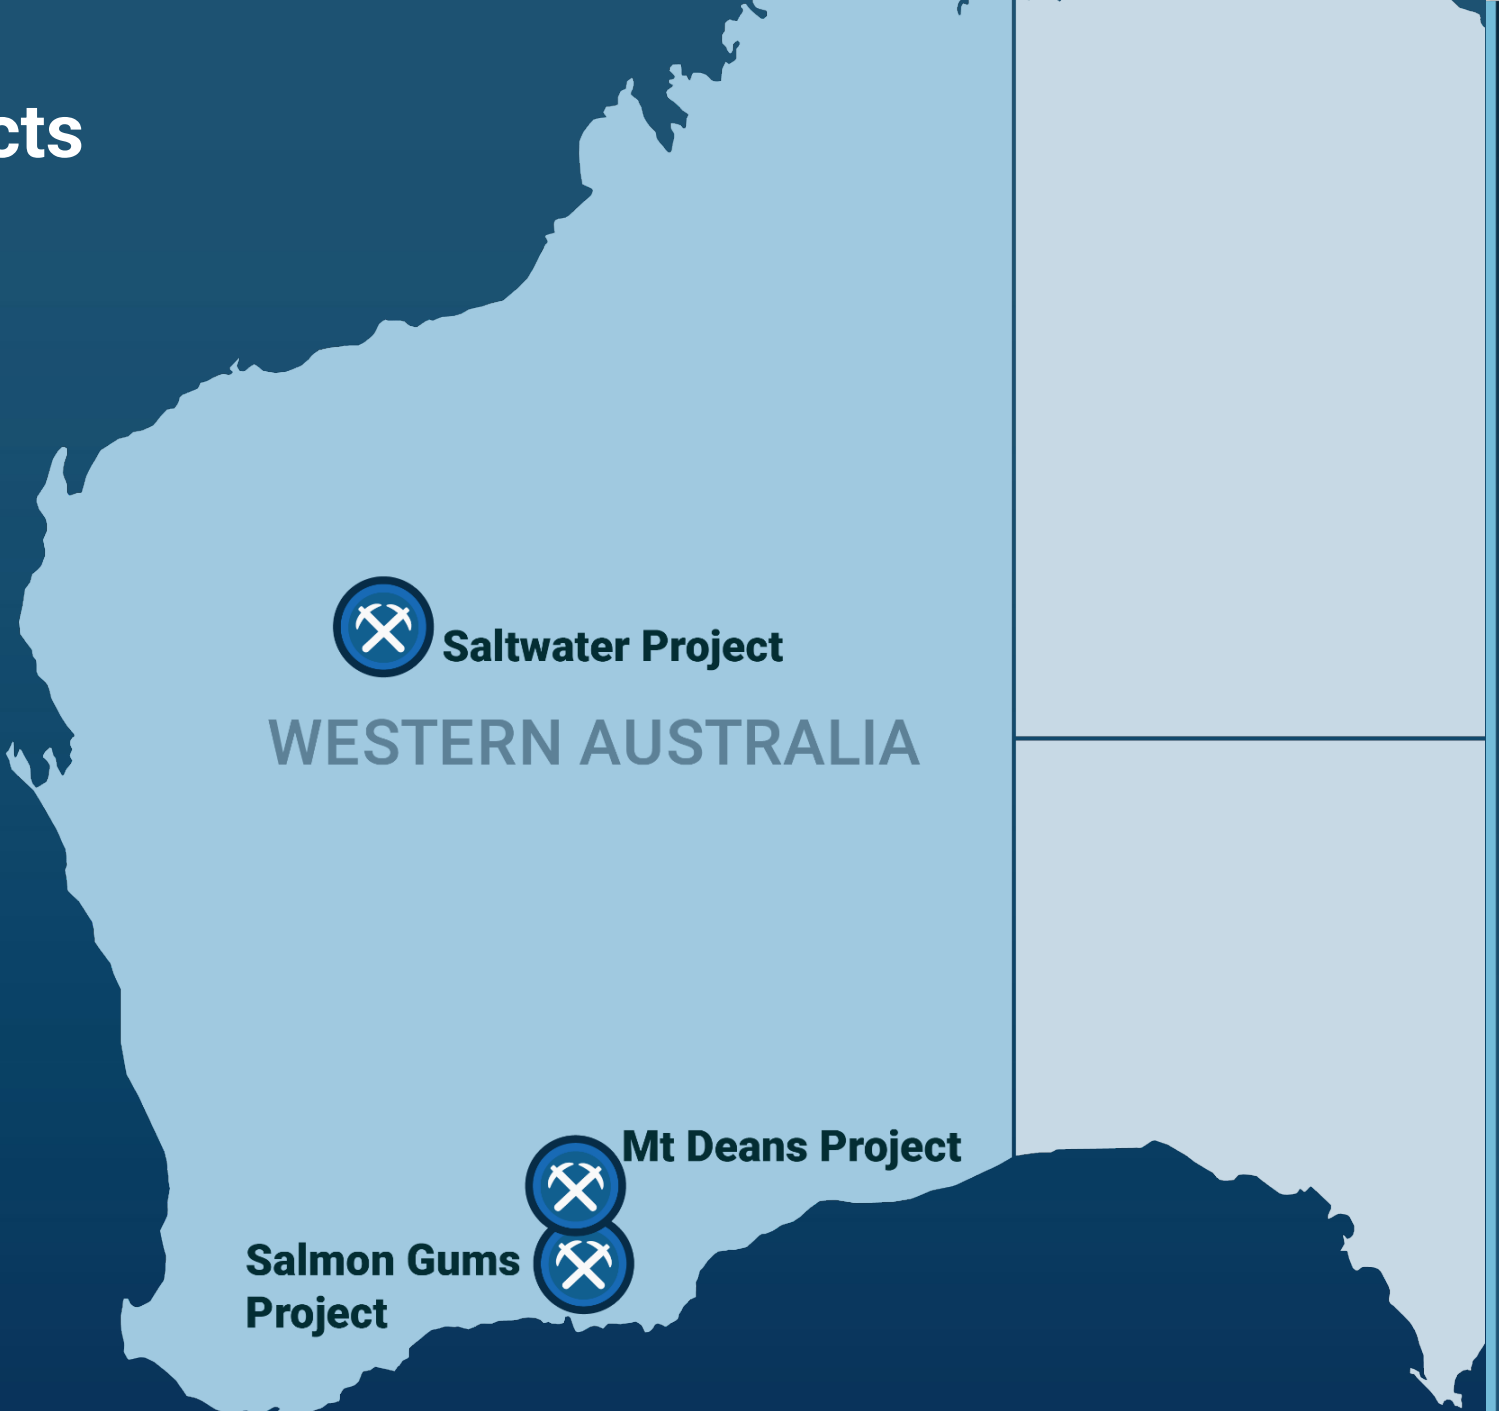 cts
Saltwater Project
WESTERN AUSTRALIA
Mt Deans Project
Salmon Gums
Project